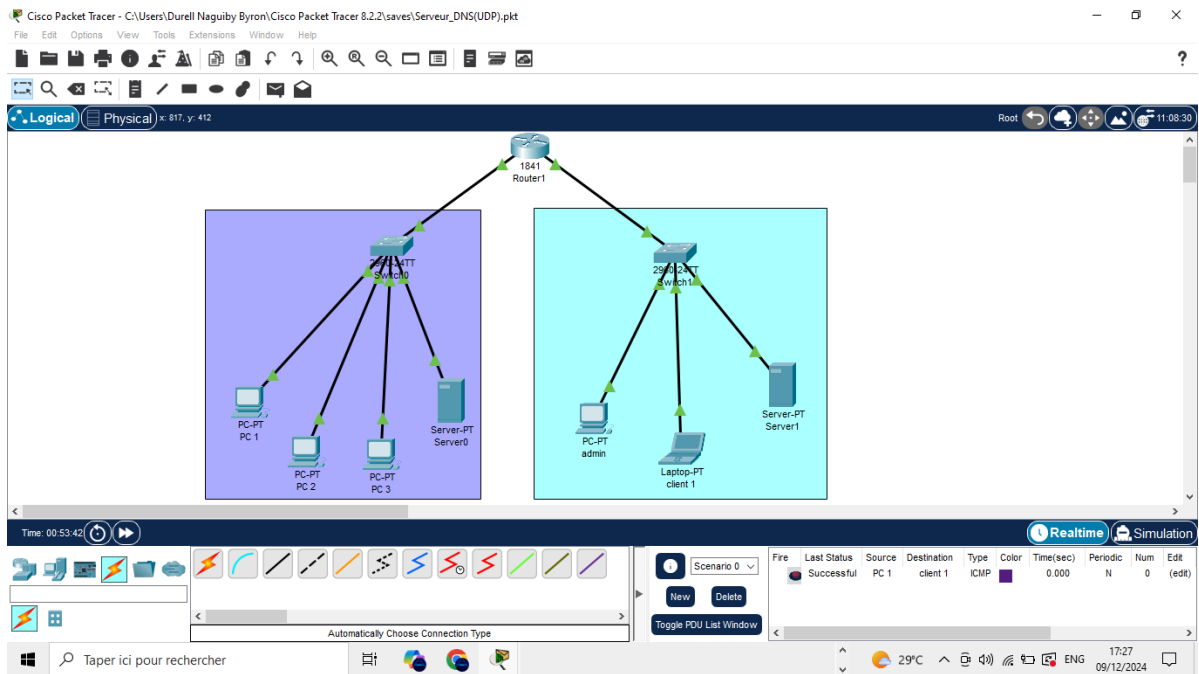 Cisco Packet Tracer - C:\Users\Durell Naguiby Byron\Cisco Packet Tracer 8.2.2\saves\Serveur_DNS(UDP).pkt
File Edit Options View Tools Extensions Window Help
?
Logical Physical x: 817, y: 412 Root 11:08:30
1841
Router1
2960-24TT
Switch0
2960-24TT
Switch1
PC-PT
PC 1
PC-PT
PC 2
PC-PT
PC 3
Server-PT
Server0
PC-PT
admin
Laptop-PT
client 1
Server-PT
Server1
Time: 00:53:42 Realtime Simulation
Scenario 0
New Delete
Toggle PDU List Window
Fire Last Status Source Destination Type Color Time(sec) Periodic Num Edit
Successful PC 1 client 1 ICMP 0.000 N 0 (edit)
Automatically Choose Connection Type
Taper ici pour rechercher 29°C ENG 17:27
09/12/2024